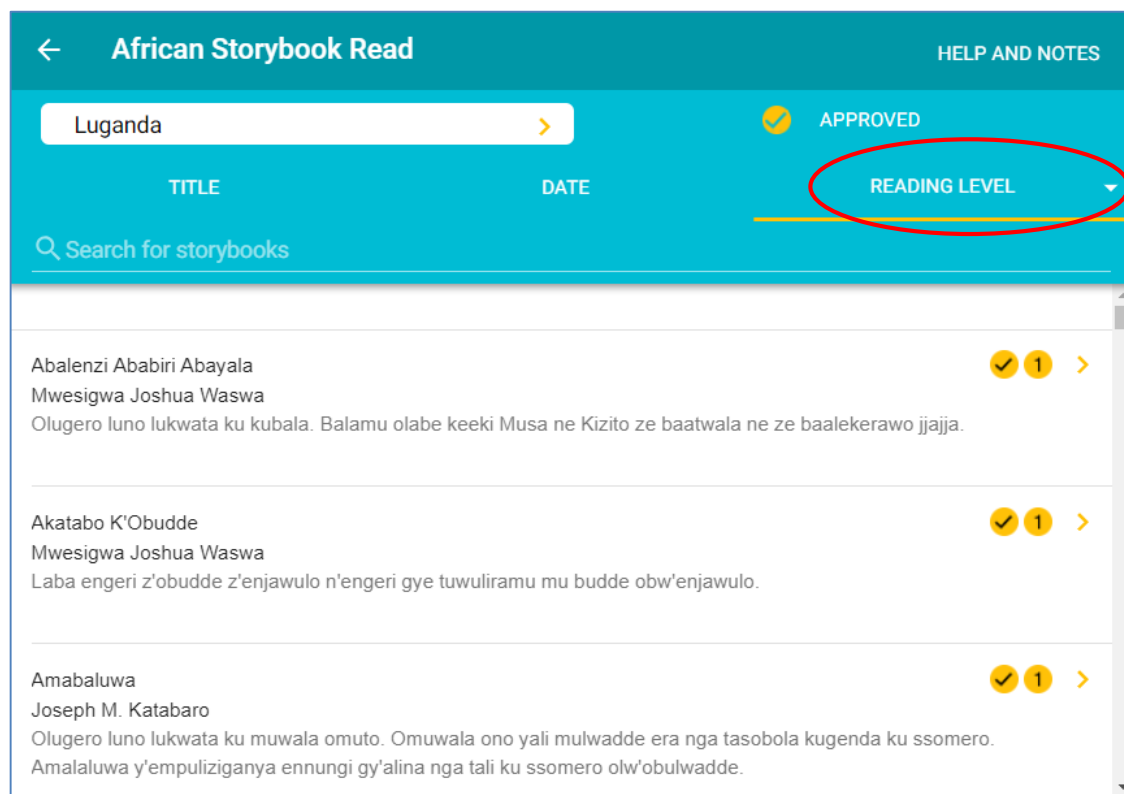 African Storybook Read
HELP AND NOTES
Luganda
APPROVED
TITLE DATE READING LEVEL
Search for storybooks
Abalenzi Ababiri Abayala 1
Mwesigwa Joshua Waswa
Olugero luno lukwata ku kubala. Balamu olabe keeki Musa ne Kizito ze baatwala ne ze baalekerawo jjajja.
Akatabo K'Obudde 1
Mwesigwa Joshua Waswa
Laba engeri z'obudde z'enjawulo n'engeri gye tuwuliramu mu budde obw'enjawulo.
Amabaluwa 1
Joseph M. Katabaro
Olugero luno lukwata ku muwala omuto. Omuwala ono yali mulwadde era nga tasobola kugenda ku ssomero.
Amalaluwa y'empuliziganya ennungi gy'alina nga tali ku ssomero olw'obulwadde.